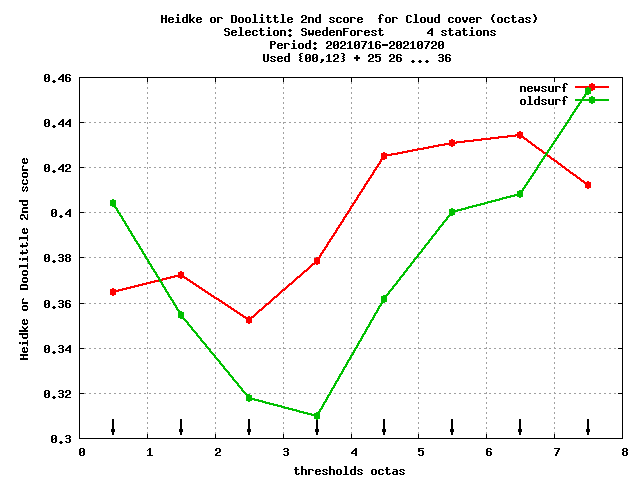 Heidke or Doolittle 2nd score  for Cloud cover (octas)
Selection: SwedenForest      4 stations
Period: 20210716-20210720
Used {00,12} + 25 26 ... 36
newsurf
oldsurf
Heidke or Doolittle 2nd score
0.46
0.44
0.42
0.4
0.38
0.36
0.34
0.32
0.3
0 1 2 3 4 5 6 7 8
thresholds octas